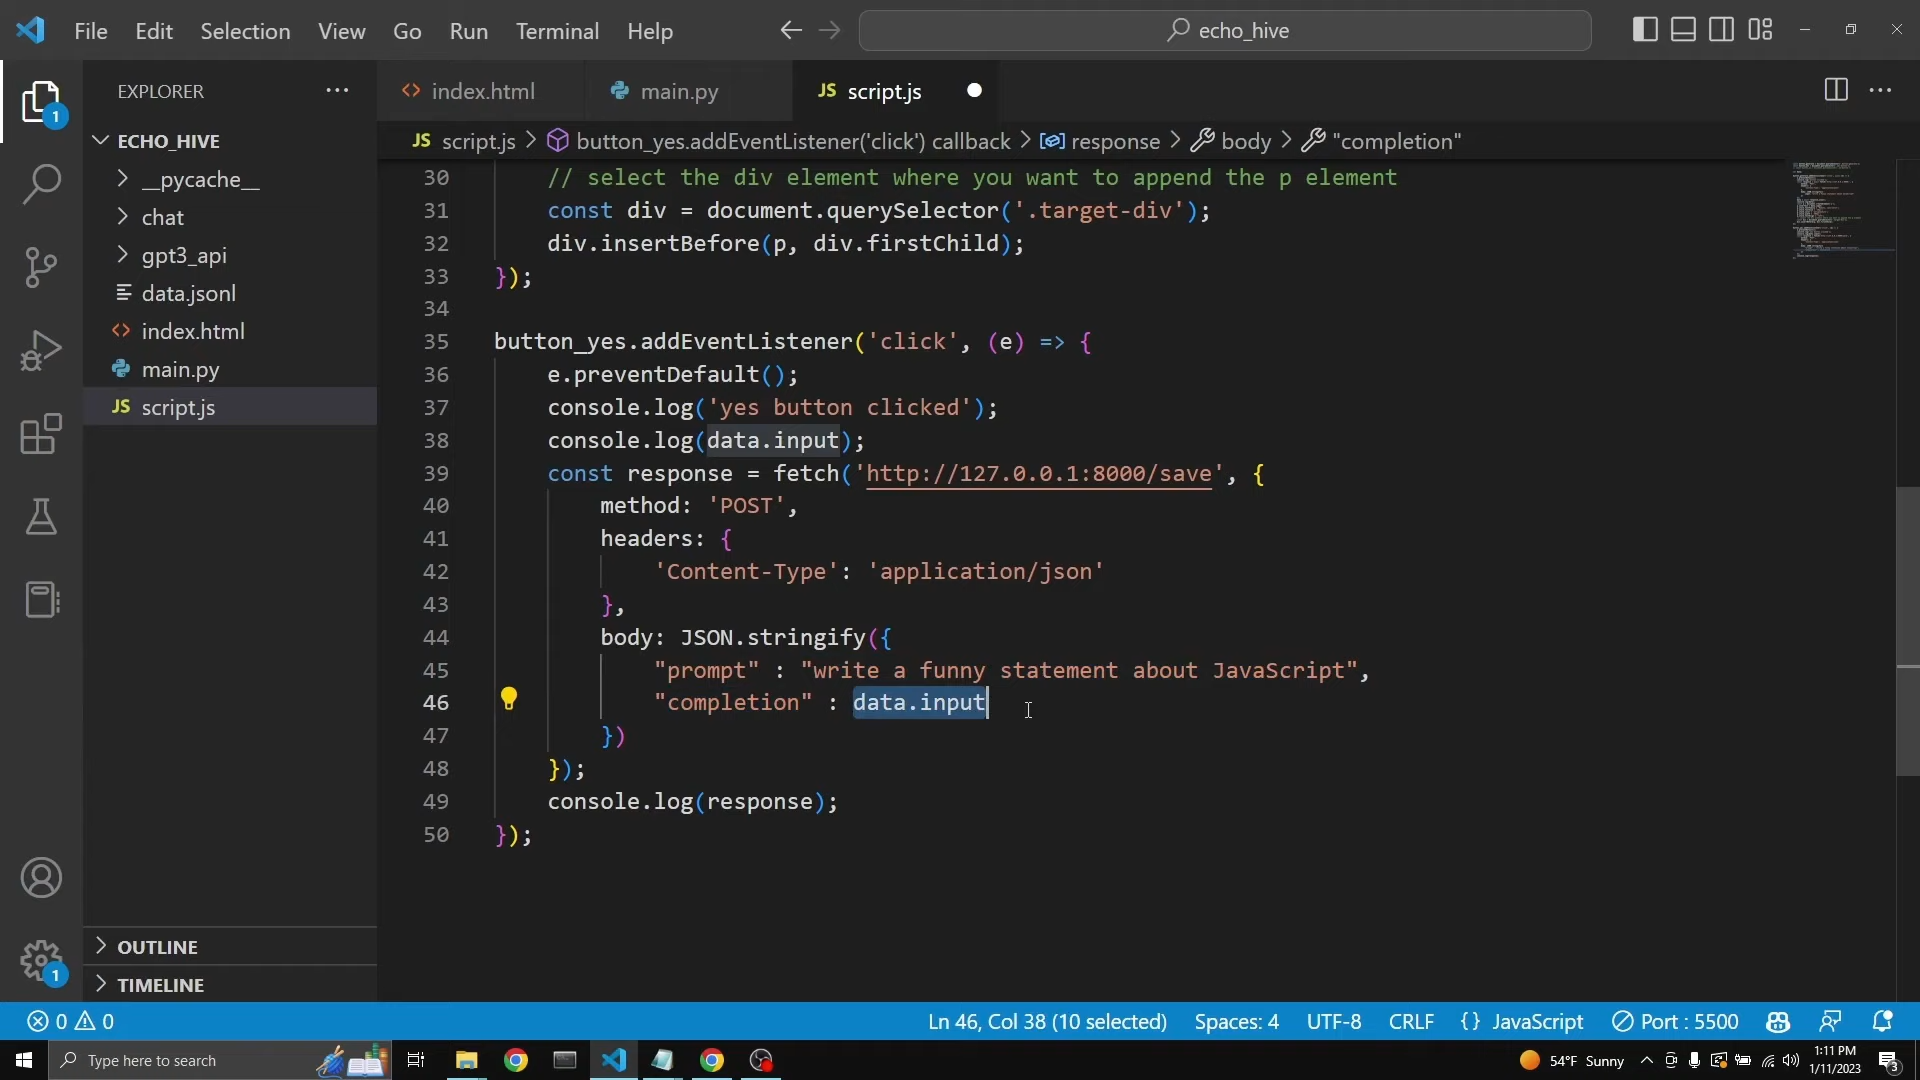 File Edit Selection View Go Run Terminal Help
echo_hive
EXPLORER
index.html
main.py
JS script.js
JS script.js > button_yes.addEventListener('click') callback > response > body > "completion"
1
ECHO_HIVE
__pycache__
chat
gpt3_api
data.jsonl
index.html
main.py
JS script.js
30 // select the div element where you want to append the p element
31 const div = document.querySelector('.target-div');
32 div.insertBefore(p, div.firstChild);
33 });
34
35 button_yes.addEventListener('click', (e) => {
36 e.preventDefault();
37 console.log('yes button clicked');
38 console.log(data.input);
39 const response = fetch('http://127.0.0.1:8000/save', {
40 method: 'POST',
41 headers: {
42 'Content-Type': 'application/json'
43 },
44 body: JSON.stringify({
45 "prompt" : "write a funny statement about JavaScript",
46 "completion" : data.input
47 })
48 });
49 console.log(response);
50 });
OUTLINE
TIMELINE
1
0 0
Ln 46, Col 38 (10 selected) Spaces: 4 UTF-8 CRLF {} JavaScript Port : 5500
Type here to search
54°F Sunny
1:11 PM
1/11/2023
3